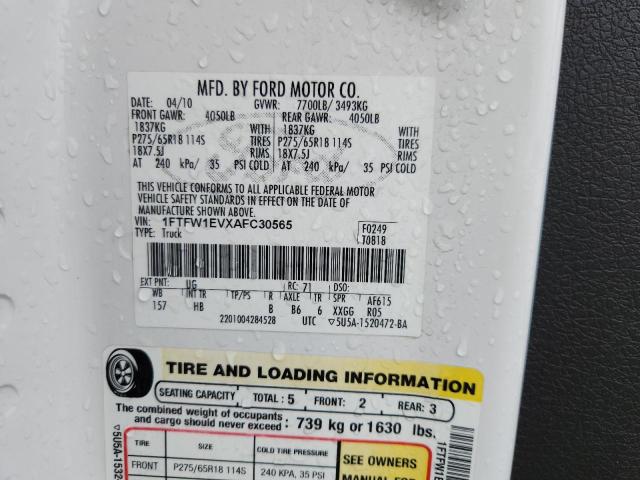 MFD. BY FORD MOTOR CO.
DATE: 04/10 GVWR: 7700LB/ 3493KG
FRONT GAWR: 4050LB REAR GAWR: 4050LB
1837KG WITH 1837KG WITH
P275/65R18 114S TIRES P275/65R18 114S TIRES
18X7.5J RIMS 18X7.5J RIMS
AT 240 kPa/ 35 PSI COLD AT 240 kPa/ 35 PSI COLD
THIS VEHICLE CONFORMS TO ALL APPLICABLE FEDERAL MOTOR
VEHICLE SAFETY STANDARDS IN EFFECT ON THE DATE OF
MANUFACTURE SHOWN ABOVE.
VIN: 1FTFW1EVXAFC30565 F0249
TYPE: Truck T0818
EXT PNT: UG RC: 71 DSO:
WB INT TR TP/PS R AXLE TR SPR AF615
157 HB B B6 6 XXGG R05
2201004284528 UTC ▽5U5A-1520472-BA
TIRE AND LOADING INFORMATION
SEATING CAPACITY TOTAL: 5 FRONT: 2 REAR: 3
The combined weight of occupants
and cargo should never exceed: 739 kg or 1630 lbs.
TIRE SIZE COLD TIRE PRESSURE
FRONT P275/65R18 114S 240 KPA, 35 PSI
SEE OWNERS
MANUAL FOR
▽5U5A-1532
1FTFW1E